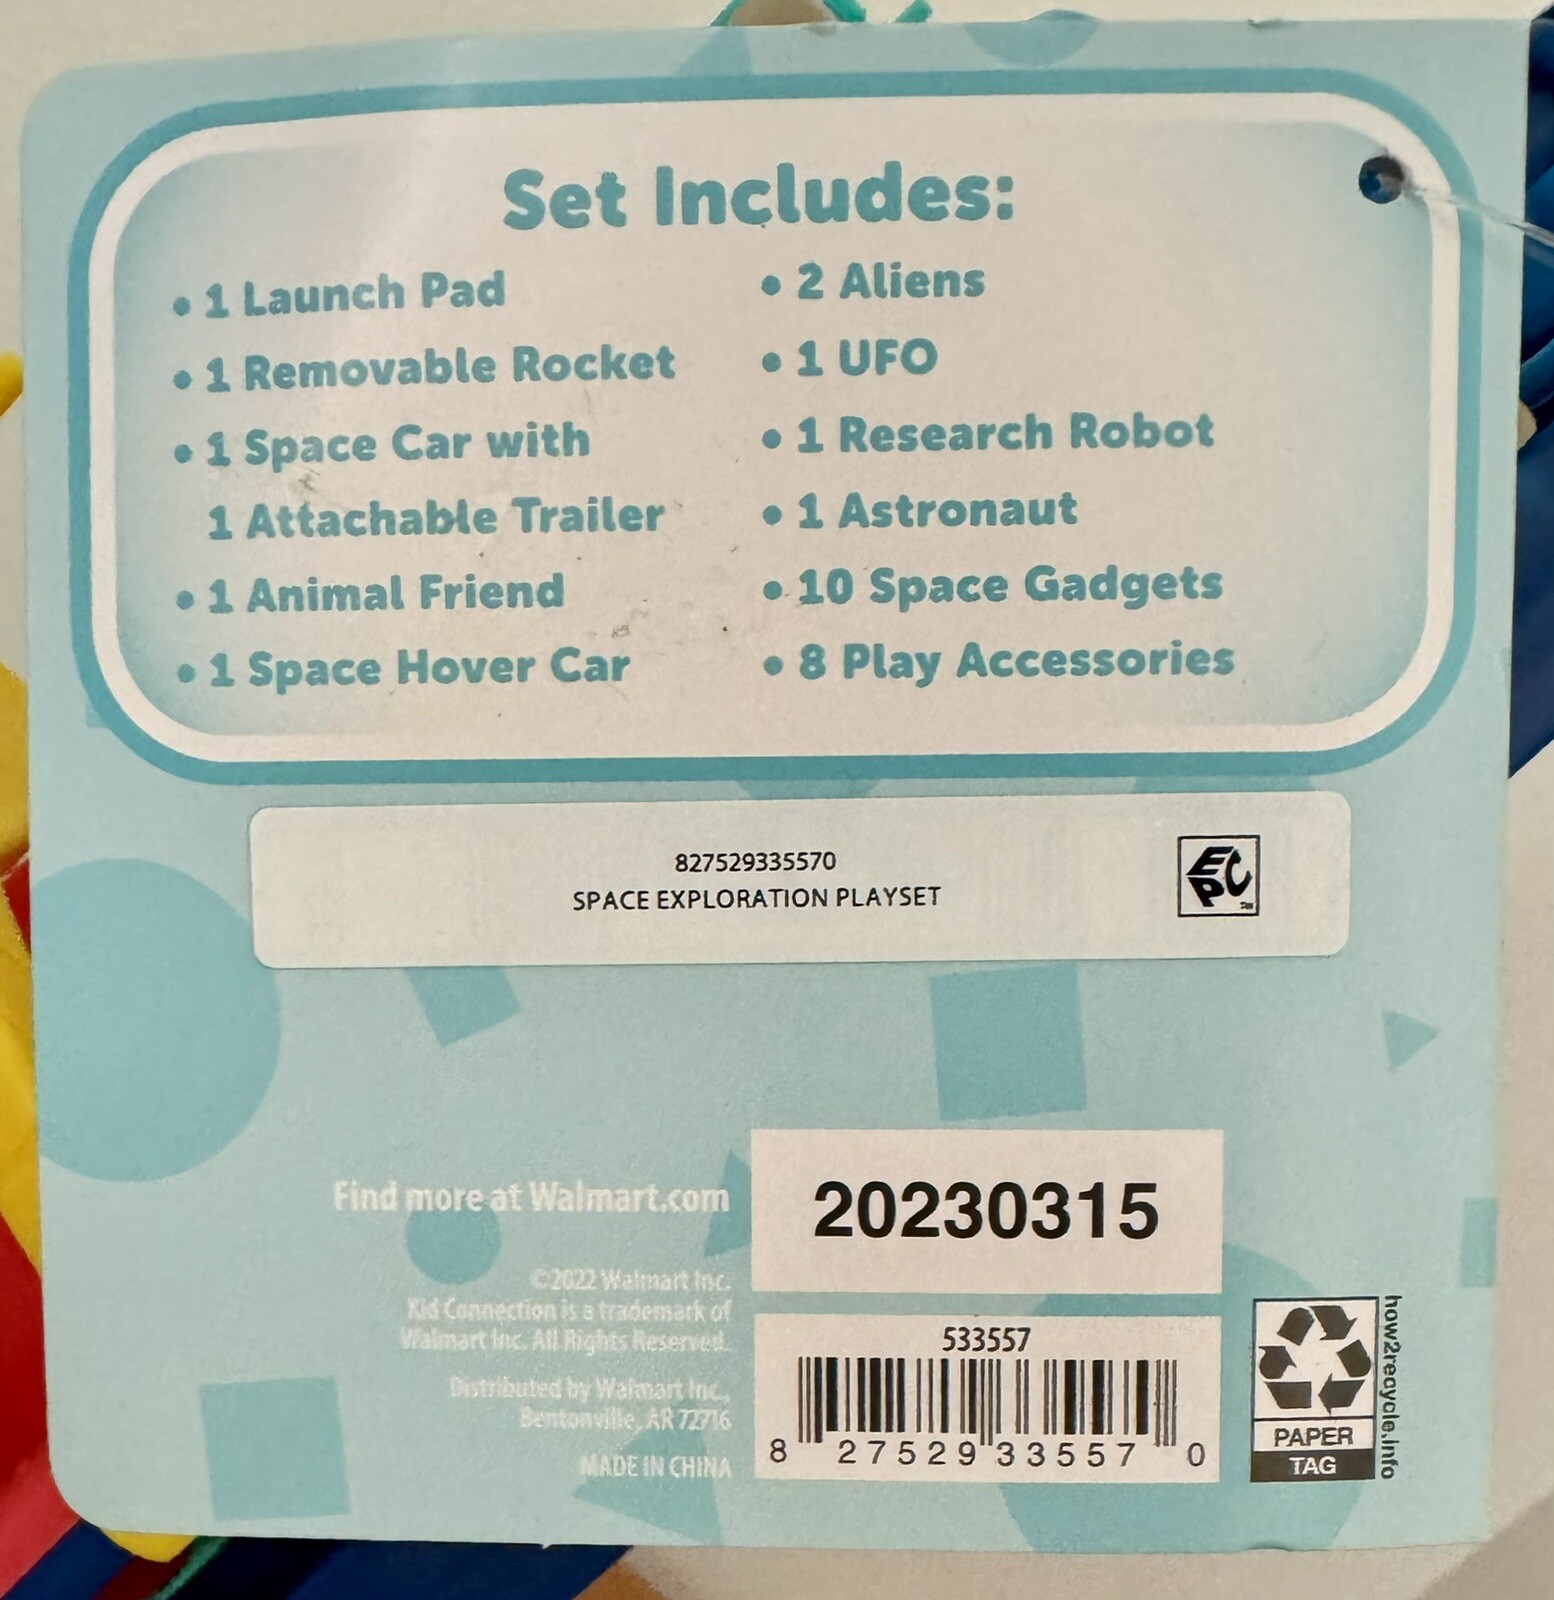 Set Includes:
• 1 Launch Pad
• 1 Removable Rocket
• 1 Space Car with
1 Attachable Trailer
• 1 Animal Friend
• 1 Space Hover Car
• 2 Aliens
• 1 UFO
• 1 Research Robot
• 1 Astronaut
• 10 Space Gadgets
• 8 Play Accessories
827529335570
SPACE EXPLORATION PLAYSET
EPC
Find more at Walmart.com
©2022 Walmart Inc.
Kid Connection is a trademark of
Walmart Inc. All Rights Reserved.
Distributed by Walmart Inc.,
Bentonville, AR 72716
MADE IN CHINA
20230315
533557
8 27529 33557 0
PAPER
TAG
how2recycle.info